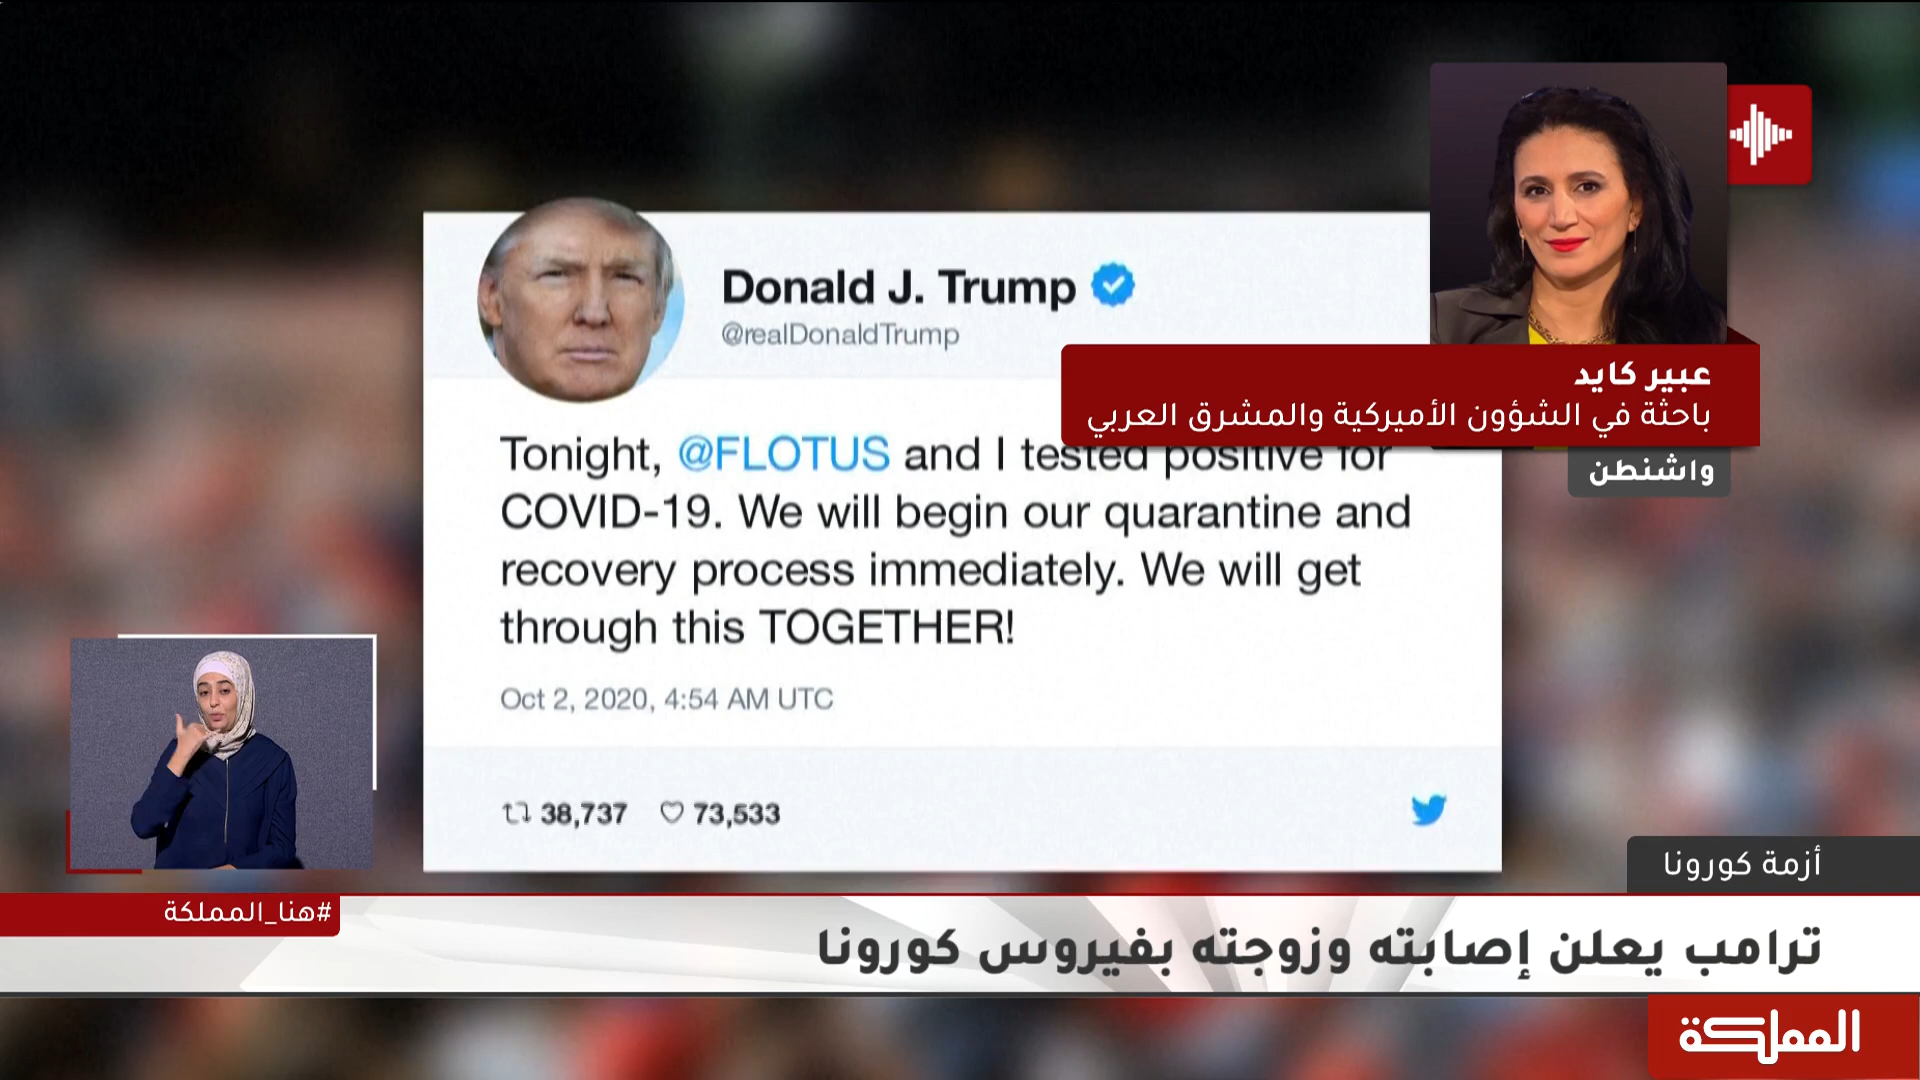 Donald J. Trump
@realDonaldTrump
عبير كايد
باحثة في الشؤون الأميركية والمشرق العربي
واشنطن
Tonight, @FLOTUS and I tested positive for
COVID-19. We will begin our quarantine and
recovery process immediately. We will get
through this TOGETHER!
Oct 2, 2020, 4:54 AM UTC
38,737 73,533
أزمة كورونا
#هنا_المملكة
ترامب يعلن إصابته وزوجته بفيروس كورونا
المملكة